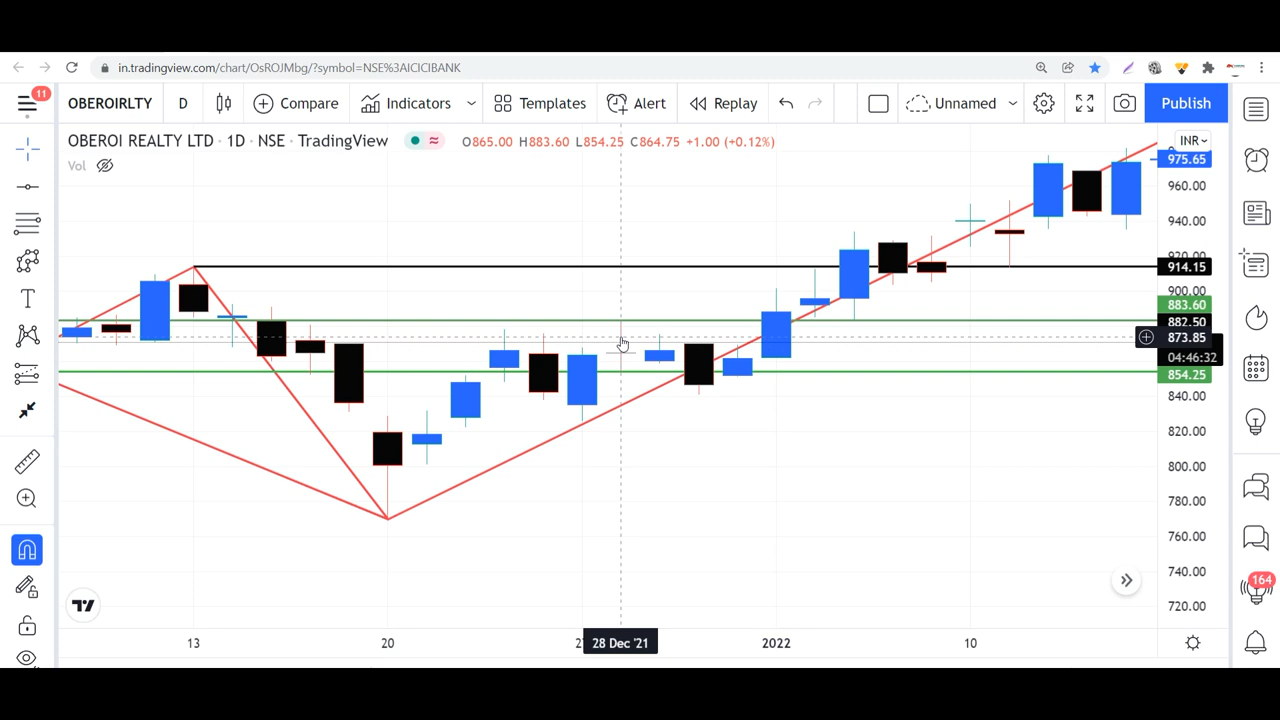 in.tradingview.com/chart/OsROJMbg/?symbol=NSE%3AICICIBANK
11
OBEROIRLTY
D
Compare
Indicators
Templates
Alert
Replay
Unnamed
Publish
OBEROI REALTY LTD · 1D · NSE · TradingView
O865.00 H883.60 L854.25 C864.75 +1.00 (+0.12%)
INR
Vol
975.65
960.00
940.00
914.15
900.00
883.60
882.50
873.85
04:46:32
854.25
840.00
820.00
800.00
780.00
760.00
740.00
720.00
164
13
20
28 Dec '21
2022
10